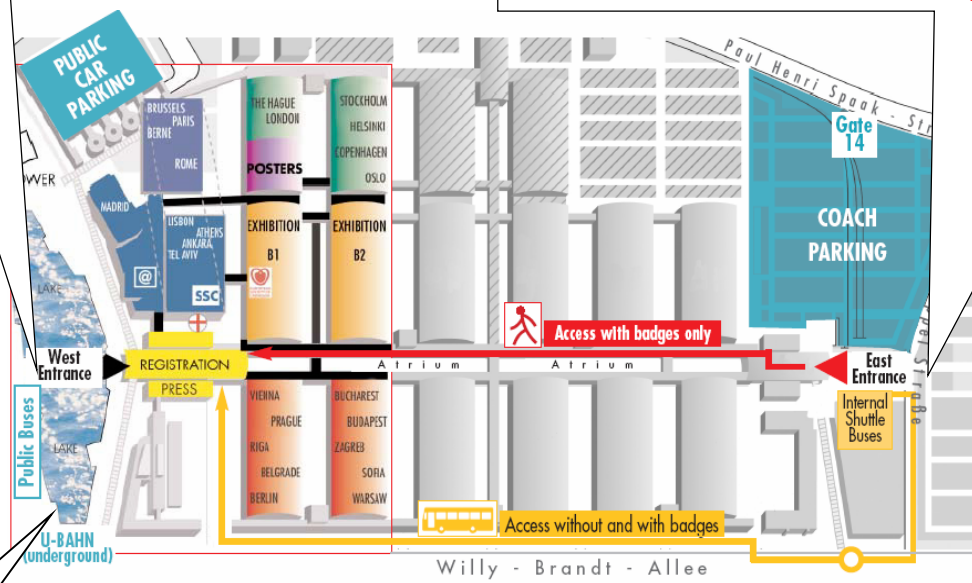 PUBLIC
CAR
PARKING
Paul Henri Spaak - Str
Gate
14
COACH
PARKING
BRUSSELS
PARIS
BERNE
ROME
THE HAGUE
LONDON
POSTERS
STOCKHOLM
HELSINKI
COPENHAGEN
OSLO
OWER
MADRID
LISBON
ATHENS
ANKARA,
TEL AVIV
@
SSC
EXHIBITION
B1
EXHIBITION
B2
LAKE
West
Entrance
REGISTRATION
PRESS
Access with badges only
Atrium
Atrium
East
Entrance
Internal
Shuttle
Buses
Straße
Public Buses
LAKE
VIENNA
PRAGUE
RIGA
BELGRADE
BERLIN
BUCHAREST
BUDAPEST
ZAGREB
SOFIA
WARSAW
Access without and with badges
U-BAHN
(underground)
Willy - Brandt - Allee